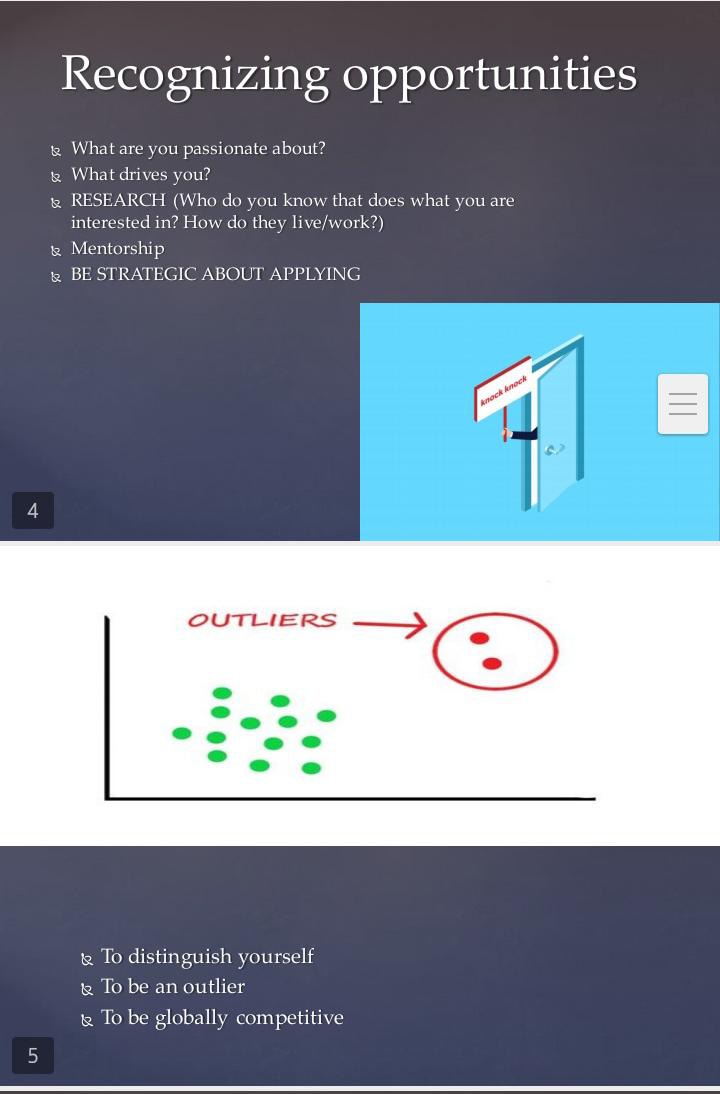 Recognizing opportunities
What are you passionate about?
What drives you?
RESEARCH (Who do you know that does what you are
interested in? How do they live/work?)
Mentorship
BE STRATEGIC ABOUT APPLYING
knock knock
4
OUTLIERS
To distinguish yourself
To be an outlier
To be globally competitive
5